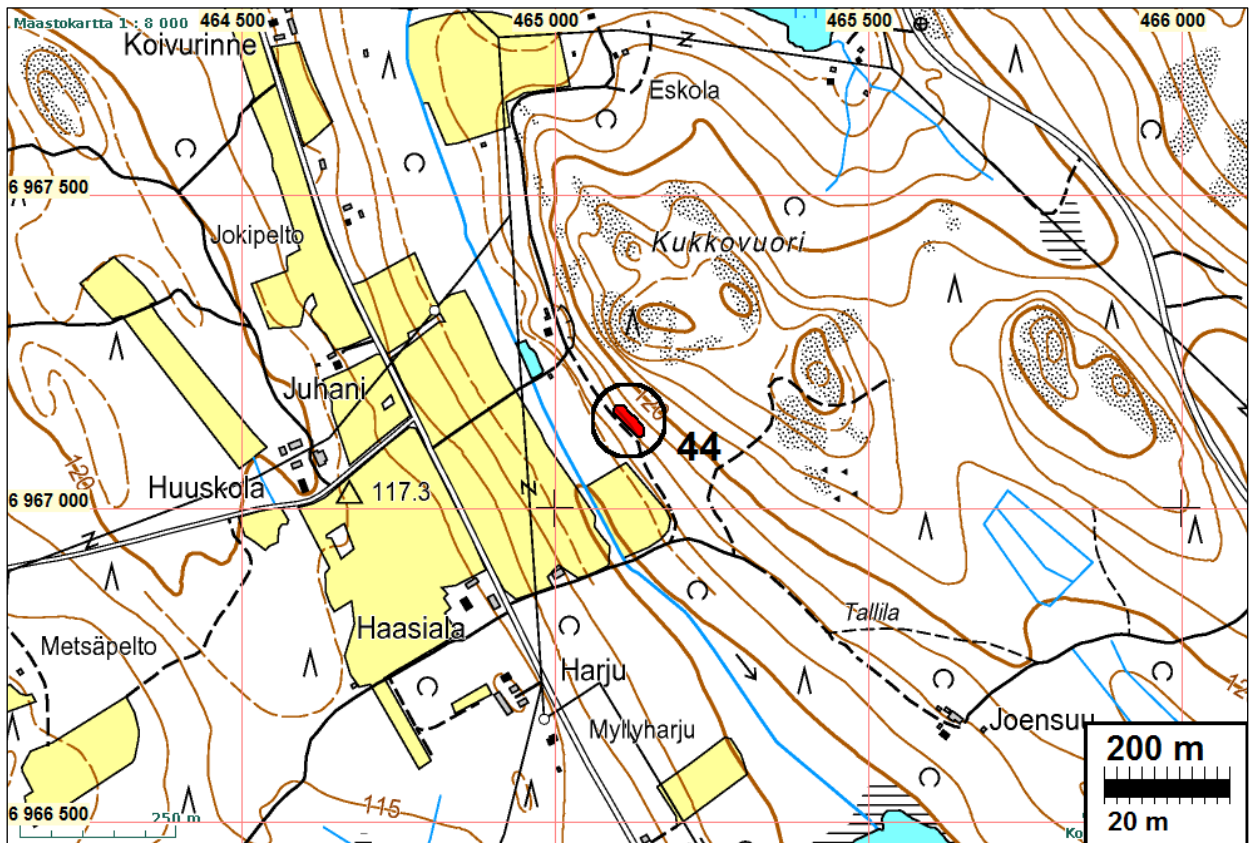 Maastokartta 1 : 8 000
464 500
465 000
465 500
466 000
Koivurinne
Eskola
6 967 500
Jokipelto
Kukkovuori
Juhani
120
44
120
Huuskola
117.3
6 967 000
Tallila
Haasiala
Metsäpelto
Harju
Joensuu
Myllyharju
200 m
115
6 966 500
250 m
20 m